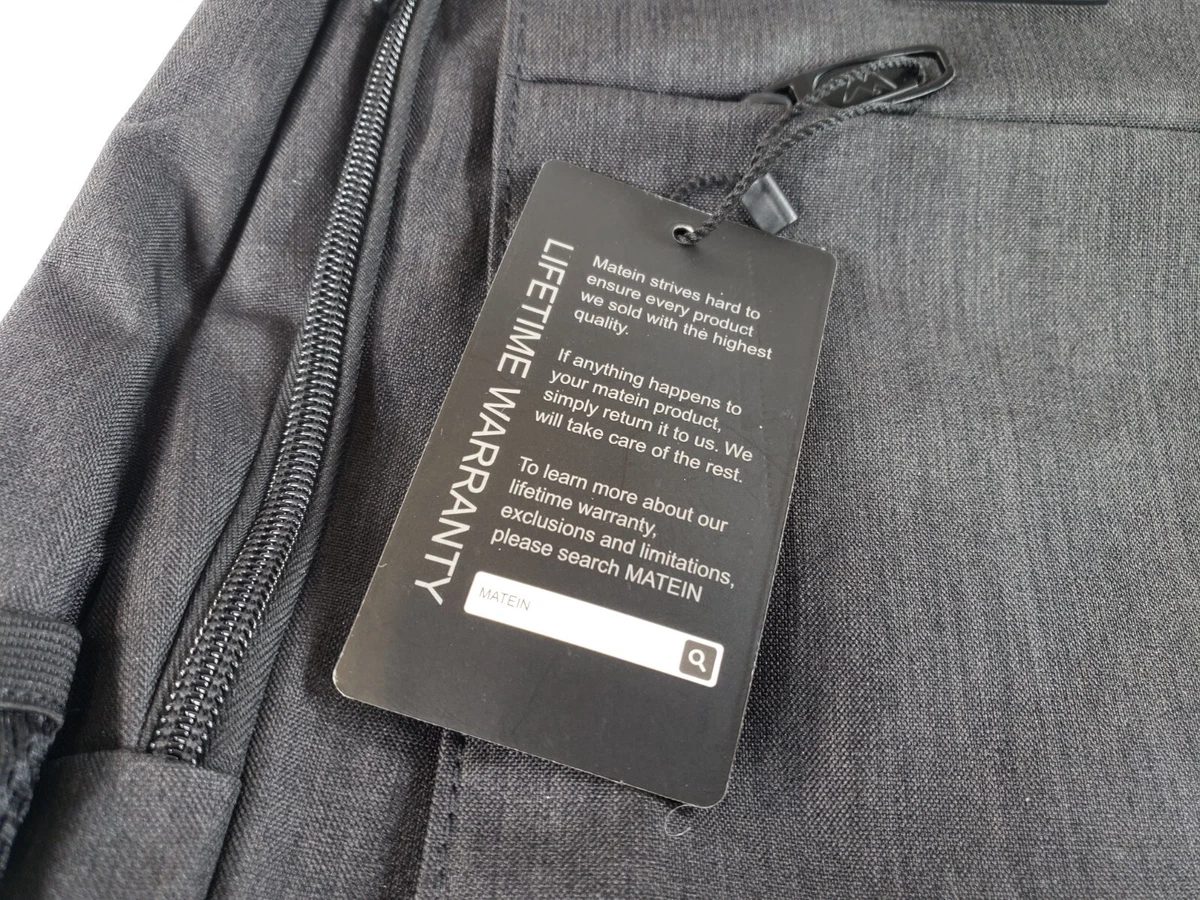 LIFETIME WARRANTY
Matein strives hard to
ensure every product
we sold with the highest
quality.
If anything happens to
your matein product,
simply return it to us. We
will take care of the rest.
To learn more about our
lifetime warranty,
exclusions and limitations,
please search MATEIN
MATEIN